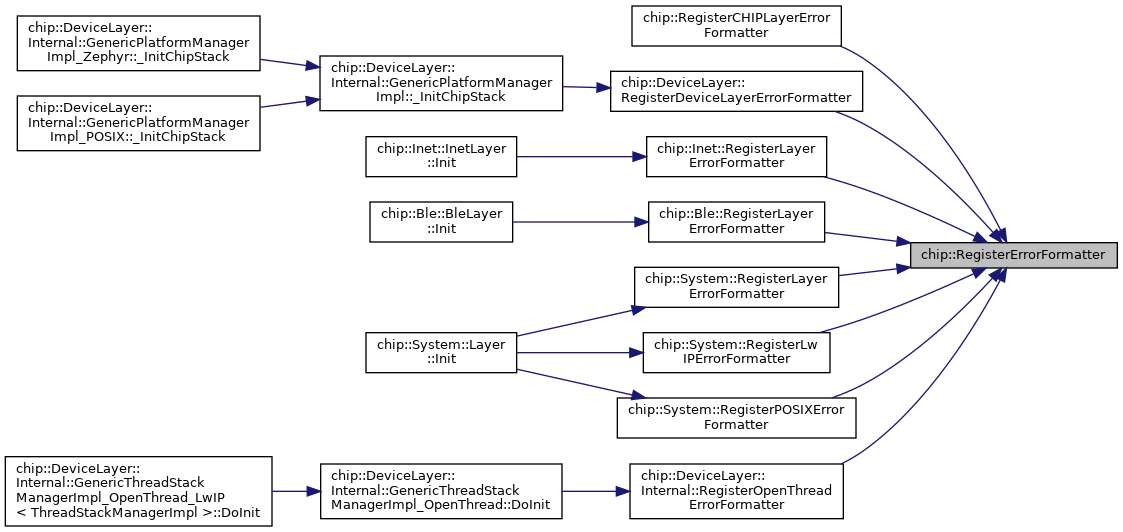 chip::DeviceLayer::
Internal::GenericPlatformManager
Impl_Zephyr::_InitChipStack
chip::DeviceLayer::
Internal::GenericPlatformManager
Impl_POSIX::_InitChipStack
chip::DeviceLayer::
Internal::GenericPlatformManager
Impl::_InitChipStack
chip::RegisterCHIPLayerError
Formatter
chip::DeviceLayer::
RegisterDeviceLayerErrorFormatter
chip::Inet::InetLayer
::Init
chip::Inet::RegisterLayer
ErrorFormatter
chip::Ble::BleLayer
::Init
chip::Ble::RegisterLayer
ErrorFormatter
chip::RegisterErrorFormatter
chip::System::RegisterLayer
ErrorFormatter
chip::System::Layer
::Init
chip::System::RegisterLw
IPErrorFormatter
chip::System::RegisterPOSIXError
Formatter
chip::DeviceLayer::
Internal::GenericThreadStack
ManagerImpl_OpenThread_LwIP
< ThreadStackManagerImpl >::DoInit
chip::DeviceLayer::
Internal::GenericThreadStack
ManagerImpl_OpenThread::DoInit
chip::DeviceLayer::
Internal::RegisterOpenThread
ErrorFormatter